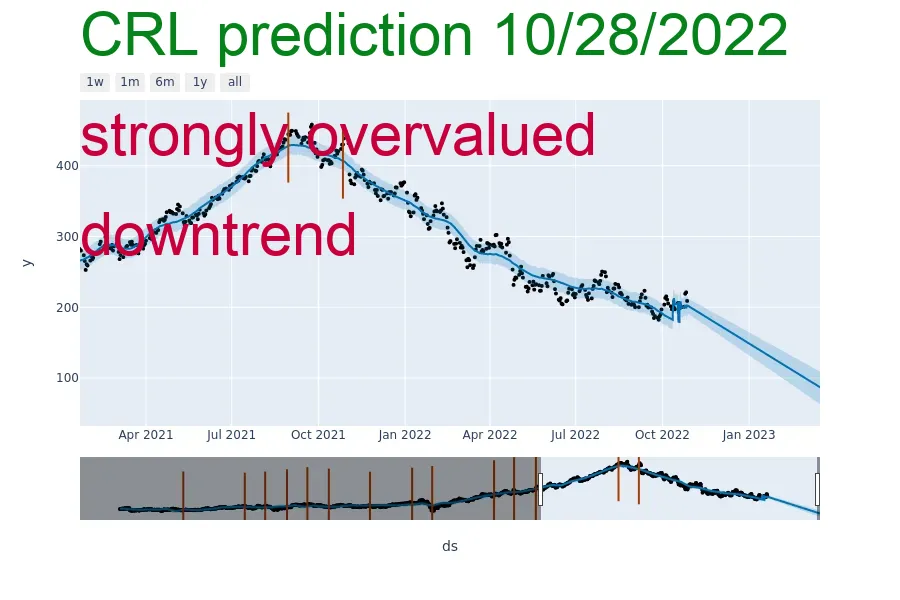 CRL prediction 10/28/2022
1w 1m 6m 1y all
strongly overvalued
400
downtrend
300
y
200
100
Apr 2021 Jul 2021 Oct 2021 Jan 2022 Apr 2022 Jul 2022 Oct 2022 Jan 2023
ds